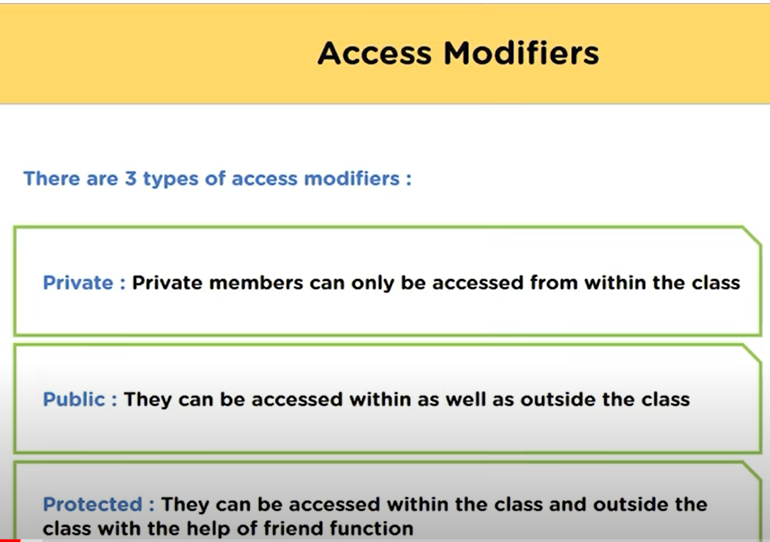 Access Modifiers
There are 3 types of access modifiers :
Private : Private members can only be accessed from within the class
Public : They can be accessed within as well as outside the class
Protected : They can be accessed within the class and outside the
class with the help of friend function